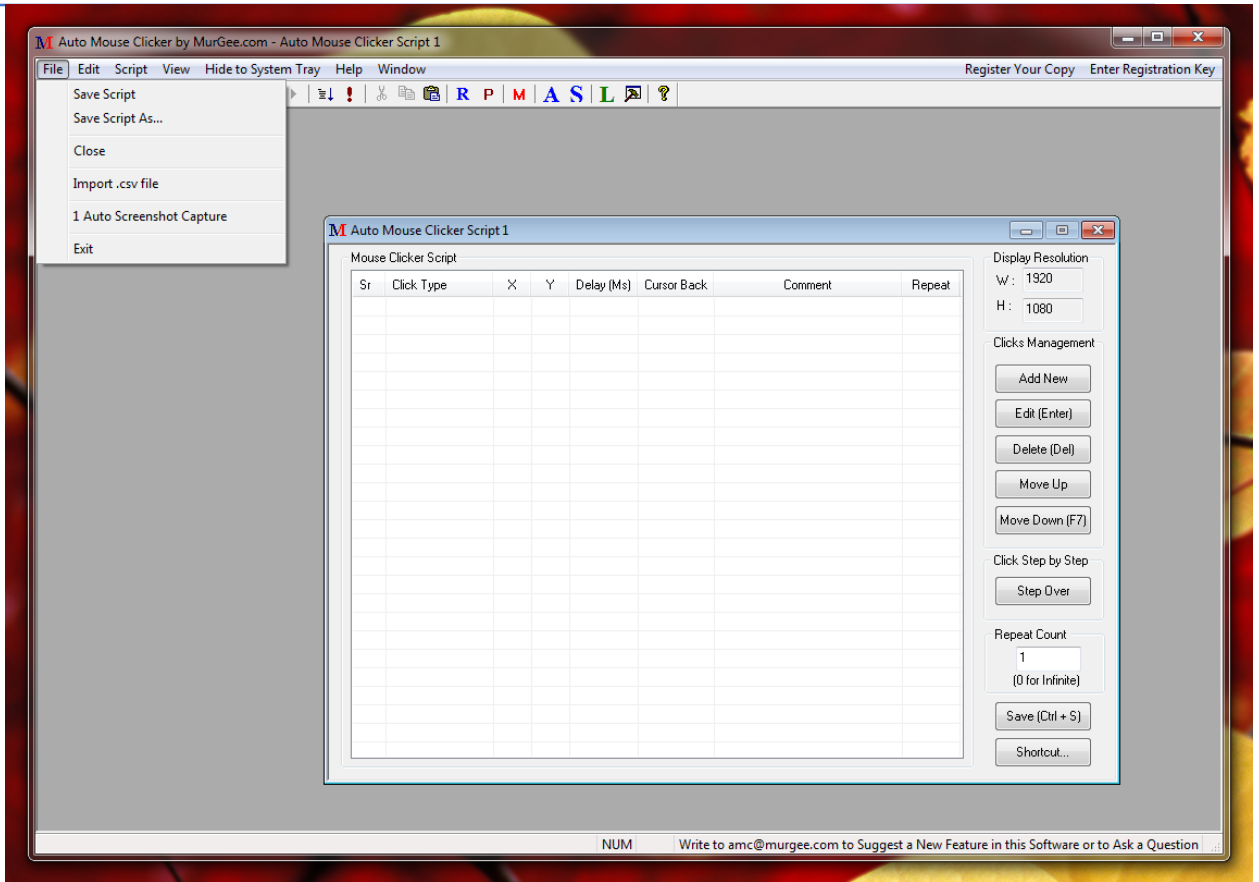 M Auto Mouse Clicker by MurGee.com - Auto Mouse Clicker Script 1
File Edit Script View Hide to System Tray Help Window Register Your Copy Enter Registration Key
Save Script
Save Script As...
Close
Import .csv file
1 Auto Screenshot Capture
Exit
R P M A S L ?
M Auto Mouse Clicker Script 1
Mouse Clicker Script
Sr Click Type X Y Delay (Ms) Cursor Back Comment Repeat
Display Resolution
W : 1920
H : 1080
Clicks Management
Add New
Edit (Enter)
Delete (Del)
Move Up
Move Down (F7)
Click Step by Step
Step Over
Repeat Count
1
(0 for Infinite)
Save (Ctrl + S)
Shortcut...
NUM Write to amc@murgee.com to Suggest a New Feature in this Software or to Ask a Question